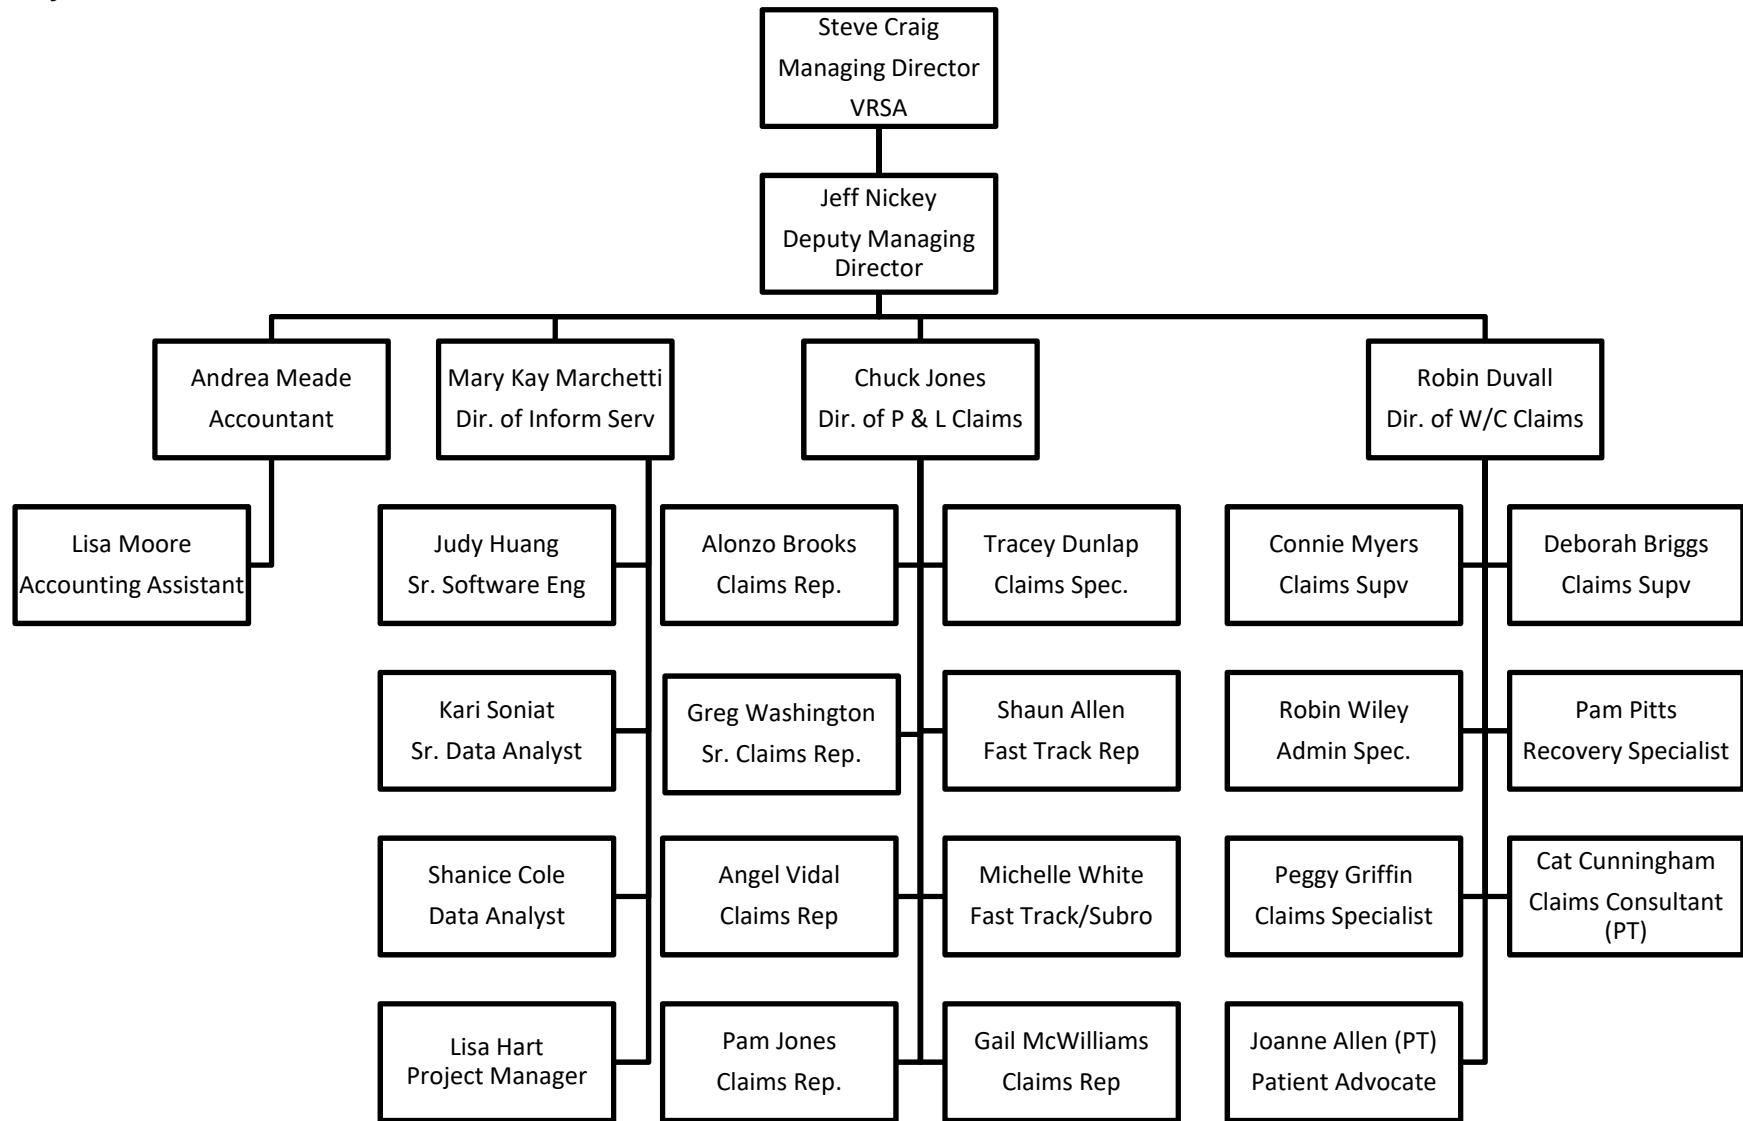 Steve Craig
Managing Director
VRSA
Jeff Nickey
Deputy Managing
Director
Andrea Meade
Accountant
Mary Kay Marchetti
Dir. of Inform Serv
Chuck Jones
Dir. of P & L Claims
Robin Duvall
Dir. of W/C Claims
Lisa Moore
Accounting Assistant
Judy Huang
Sr. Software Eng
Alonzo Brooks
Claims Rep.
Tracey Dunlap
Claims Spec.
Connie Myers
Claims Supv
Deborah Briggs
Claims Supv
Kari Soniat
Sr. Data Analyst
Greg Washington
Sr. Claims Rep.
Shaun Allen
Fast Track Rep
Robin Wiley
Admin Spec.
Pam Pitts
Recovery Specialist
Shanice Cole
Data Analyst
Angel Vidal
Claims Rep
Michelle White
Fast Track/Subro
Peggy Griffin
Claims Specialist
Cat Cunningham
Claims Consultant
(PT)
Lisa Hart
Project Manager
Pam Jones
Claims Rep.
Gail McWilliams
Claims Rep
Joanne Allen (PT)
Patient Advocate